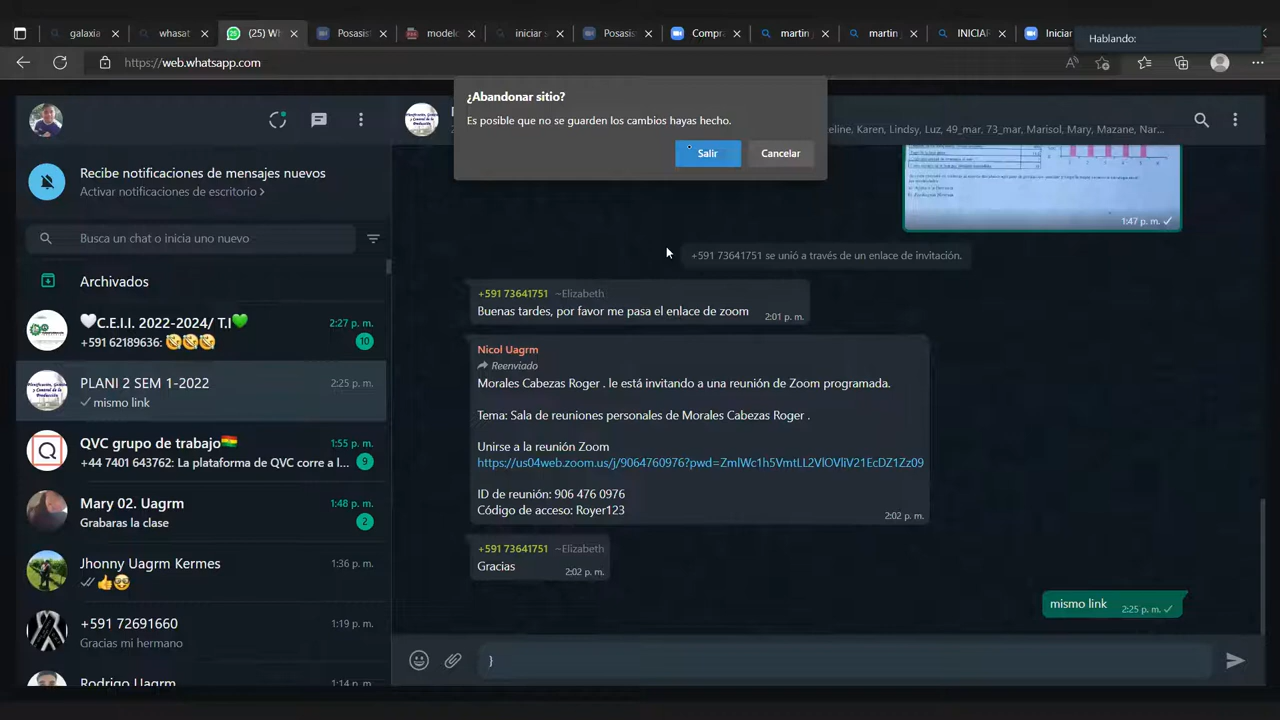 galaxia
whasat
(25) W
Posasis
model
iniciar
Posasis
Compra
martin
martin
INICIAR
Iniciar
Hablando:
https://web.whatsapp.com
¿Abandonar sitio?
Es posible que no se guarden los cambios hayas hecho.
Salir
Cancelar
eline, Karen, Lindsy, Luz, 49_mar, 73_mar, Marisol, Mary, Mazane, Nar...
Recibe notificaciones de mensajes nuevos
Activar notificaciones de escritorio >
Busca un chat o inicia uno nuevo
Archivados
🤍C.E.I.I. 2022-2024/ T.I💚
2:27 p. m.
+591 62189636: 🤣🤣🤣
10
PLANI 2 SEM 1-2022
2:25 p. m.
mismo link
QVC grupo de trabajo🇧🇴
1:55 p. m.
+44 7401 643762: La plataforma de QVC corre a l...
9
Mary 02. Uagrm
1:48 p. m.
Grabaras la clase
2
Jhonny Uagrm Kermes
1:36 p. m.
👍🥸
+591 72691660
1:19 p. m.
Gracias mi hermano
Rodrigo Uagrm
1:14 p. m.
1:47 p. m.
+591 73641751 se unió a través de un enlace de invitación.
+591 73641751 ~Elizabeth
Buenas tardes, por favor me pasa el enlace de zoom
2:01 p. m.
Nicol Uagrm
Reenviado
Morales Cabezas Roger . le está invitando a una reunión de Zoom programada.
Tema: Sala de reuniones personales de Morales Cabezas Roger .
Unirse a la reunión Zoom
https://us04web.zoom.us/j/9064760976?pwd=ZmlWc1h5VmtLL2VlOVliV21EcDZ1Zz09
ID de reunión: 906 476 0976
Código de acceso: Royer123
2:02 p. m.
+591 73641751 ~Elizabeth
Gracias
2:02 p. m.
mismo link
2:25 p. m.
}